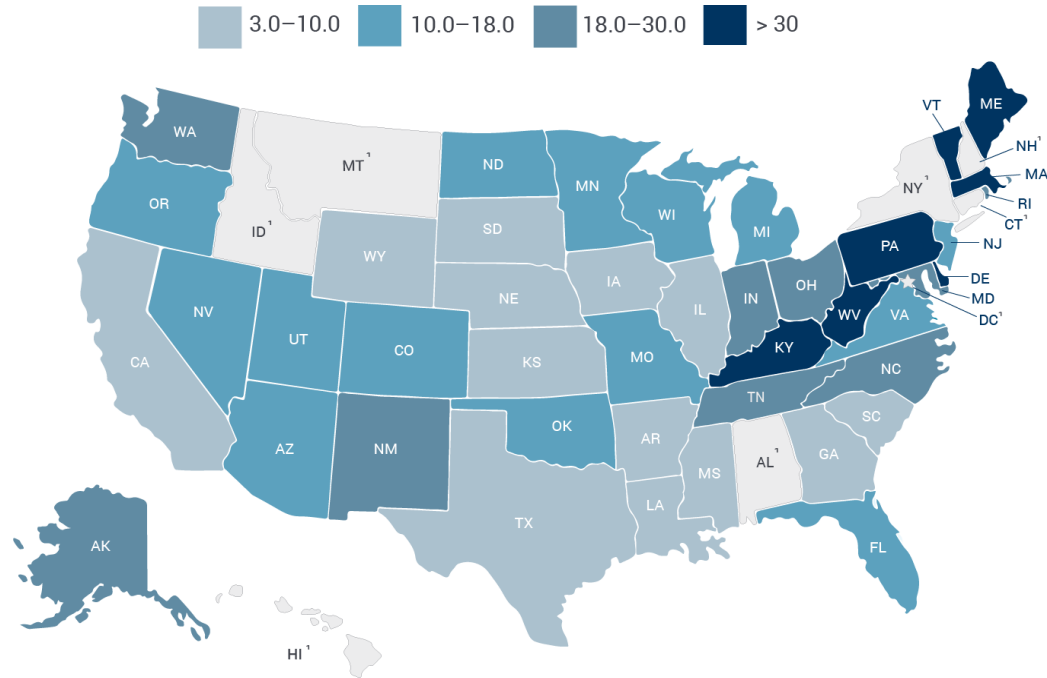 3.0–10.0 10.0–18.0 18.0–30.0 > 30
ME
VT
WA
NH¹
MT¹
ND
MA
MN
NY¹
OR
RI
WI
SD
CT¹
ID¹
MI
NJ
PA
WY
DE
IA
OH
MD
NE
IN
IL
NV
WV
VA
DC¹
UT
CO
KY
MO
CA
KS
NC
TN
SC
OK
AR
AZ
NM
GA
AL¹
MS
LA
TX
AK
FL
HI¹